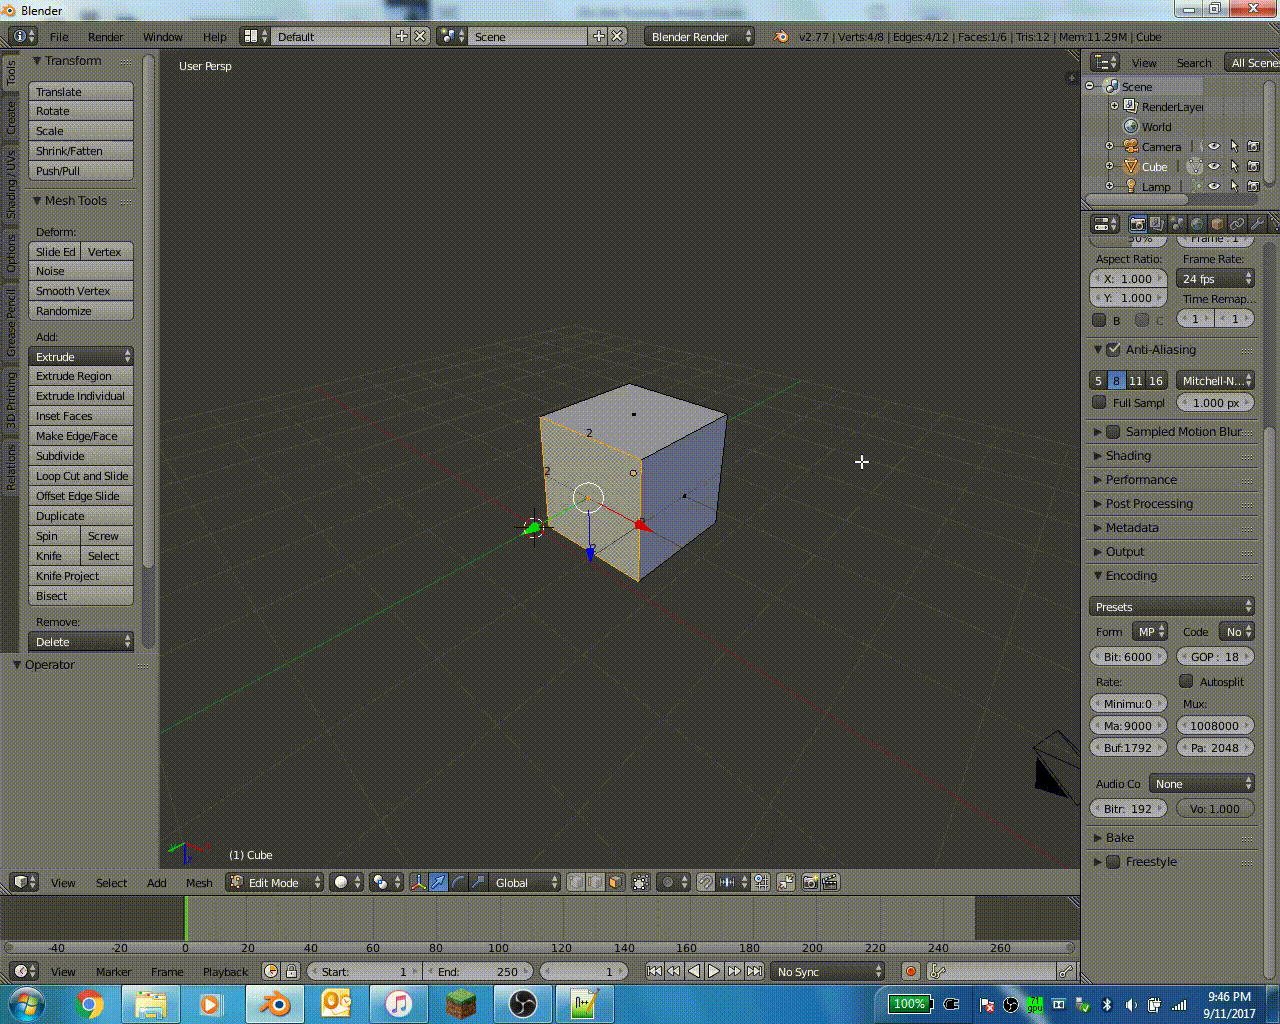 Blender
File Render Window Help Default Scene Blender Render v2.77 | Verts:4/8 | Edges:4/12 | Faces:1/6 | Tris:12 | Mem:11.29M | Cube
Tools
Create
Shading / UVs
Options
Grease Pencil
3D Printing
Relations
Transform
Translate
Rotate
Scale
Shrink/Fatten
Push/Pull
Mesh Tools
Deform:
Slide Ed Vertex
Noise
Smooth Vertex
Randomize
Add:
Extrude
Extrude Region
Extrude Individual
Inset Faces
Make Edge/Face
Subdivide
Loop Cut and Slide
Offset Edge Slide
Duplicate
Spin Screw
Knife Select
Knife Project
Bisect
Remove:
Delete
Operator
User Persp
2
2
2
(1) Cube
View Select Add Mesh Edit Mode Global
View Search All Scenes
Scene
RenderLayer
World
Camera
Cube
Lamp
50% Frame : 1
Aspect Ratio: Frame Rate:
X: 1.000 24 fps
Y: 1.000 Time Remap...
B C 1 1
Anti-Aliasing
5 8 11 16 Mitchell-N...
Full Sampl 1.000 px
Sampled Motion Blur
Shading
Performance
Post Processing
Metadata
Output
Encoding
Presets
Form MP Code No
Bit: 6000 GOP : 18
Rate: Autosplit
Minimu:0 Mux:
Ma: 9000 1008000
Buf:1792 Pa: 2048
Audio Co None
Bitr: 192 Vo: 1.000
Bake
Freestyle
-40 -20 0 20 40 60 80 100 120 140 160 180 200 220 240 260
View Marker Frame Playback Start: 1 End: 250 1 No Sync
100% 9:46 PM
9/11/2017